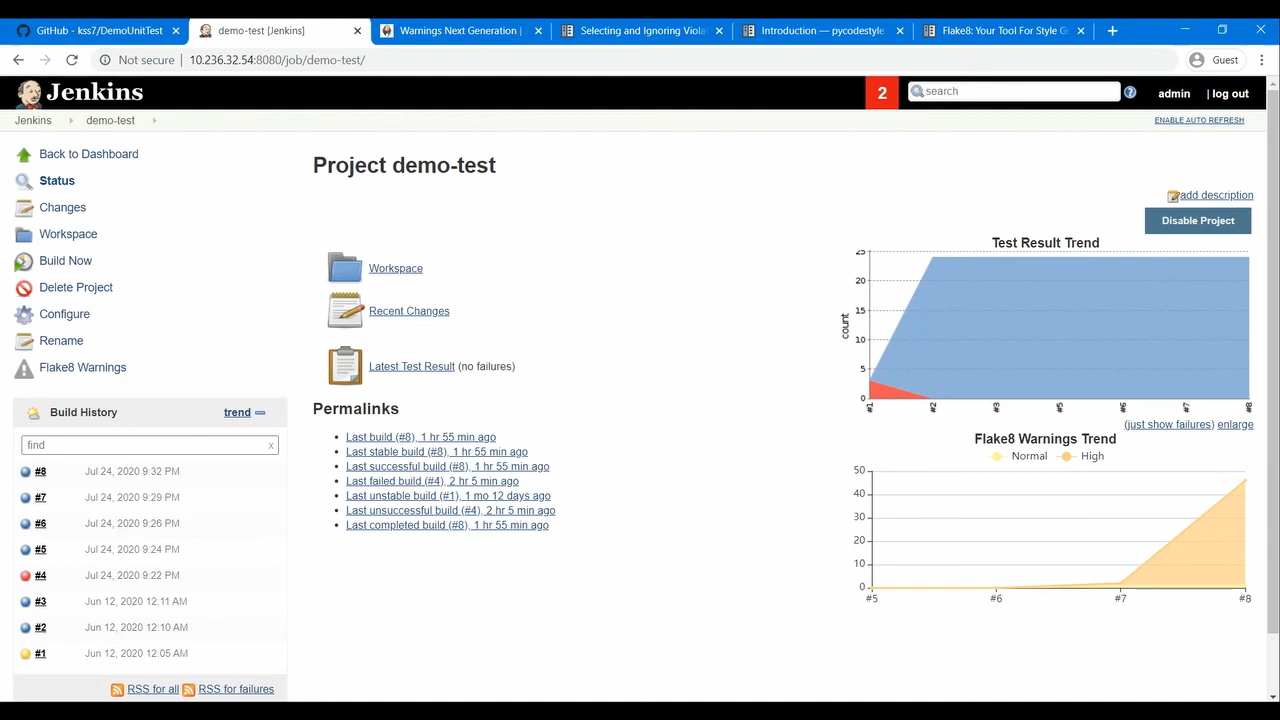 GitHub - kss7/DemoUnitTest
demo-test [Jenkins]
Warnings Next Generation |
Selecting and Ignoring Viola
Introduction — pycodestyle
Flake8: Your Tool For Style G
Not secure | 10.236.32.54:8080/job/demo-test/
Guest
Jenkins
2
search
admin
| log out
Jenkins
demo-test
ENABLE AUTO REFRESH
Back to Dashboard
Status
Changes
Workspace
Build Now
Delete Project
Configure
Rename
Flake8 Warnings
Build History
trend
find
x
#8 Jul 24, 2020 9:32 PM
#7 Jul 24, 2020 9:29 PM
#6 Jul 24, 2020 9:26 PM
#5 Jul 24, 2020 9:24 PM
#4 Jul 24, 2020 9:22 PM
#3 Jun 12, 2020 12:11 AM
#2 Jun 12, 2020 12:10 AM
#1 Jun 12, 2020 12:05 AM
RSS for all RSS for failures
Project demo-test
add description
Disable Project
Workspace
Recent Changes
Latest Test Result (no failures)
Permalinks
Last build (#8), 1 hr 55 min ago
Last stable build (#8), 1 hr 55 min ago
Last successful build (#8), 1 hr 55 min ago
Last failed build (#4), 2 hr 5 min ago
Last unstable build (#1), 1 mo 12 days ago
Last unsuccessful build (#4), 2 hr 5 min ago
Last completed build (#8), 1 hr 55 min ago
Test Result Trend
25
20
15
10
5
0
count
#1 #2 #3 #5 #6 #7 #8
(just show failures) enlarge
Flake8 Warnings Trend
Normal High
50
40
30
20
10
0
#5 #6 #7 #8